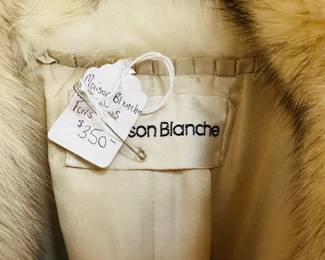 Maison Blanche
Furs
$350-
son Blanche